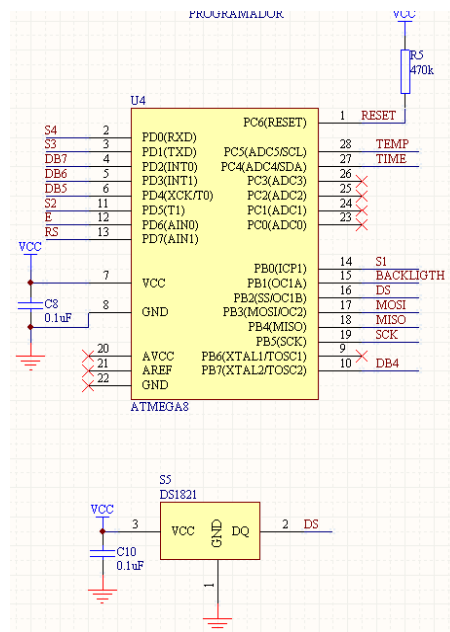 PROGRAMADOR
VCC
R5
470k
U4
PC6(RESET) 1 RESET
S4 2 PD0(RXD)
S3 3 PD1(TXD)
DB7 4 PD2(INT0)
DB6 5 PD3(INT1)
DB5 6 PD4(XCK/T0)
S2 11 PD5(T1)
E 12 PD6(AIN0)
RS 13 PD7(AIN1)
PC5(ADC5/SCL) 28 TEMP
PC4(ADC4/SDA) 27 TIME
PC3(ADC3) 26
PC2(ADC2) 25
PC1(ADC1) 24
PC0(ADC0) 23
VCC
7 VCC
C8
0.1uF
8 GND
20 AVCC
21 AREF
22 GND
PB0(ICP1) 14 S1
PB1(OC1A) 15 BACKLIGTH
PB2(SS/OC1B) 16 DS
PB3(MOSI/OC2) 17 MOSI
PB4(MISO) 18 MISO
PB5(SCK) 19 SCK
PB6(XTAL1/TOSC1) 9
PB7(XTAL2/TOSC2) 10 DB4
ATMEGA8
S5
DS1821
VCC
3 VCC GND DQ 2 DS
C10
0.1uF
1